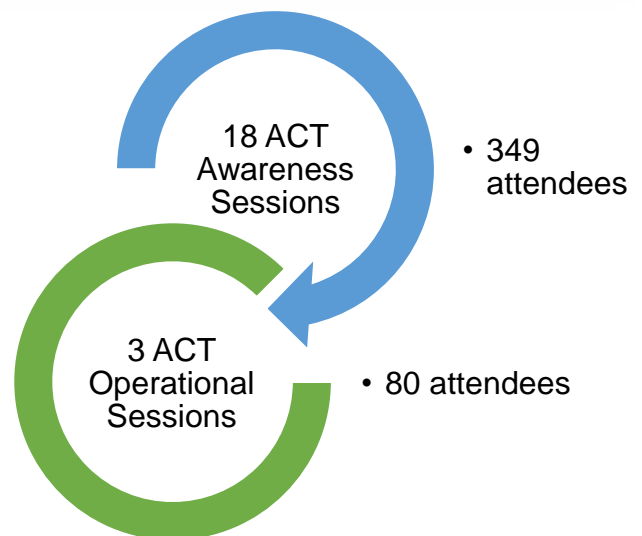 18 ACT
Awareness
Sessions
• 349
attendees
3 ACT
Operational
Sessions
• 80 attendees